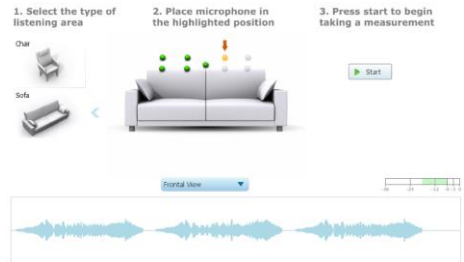 1. Select the type of
listening area
2. Place microphone in
the highlighted position
3. Press start to begin
taking a measurement
Chair
Sofa
Start
Frontal View